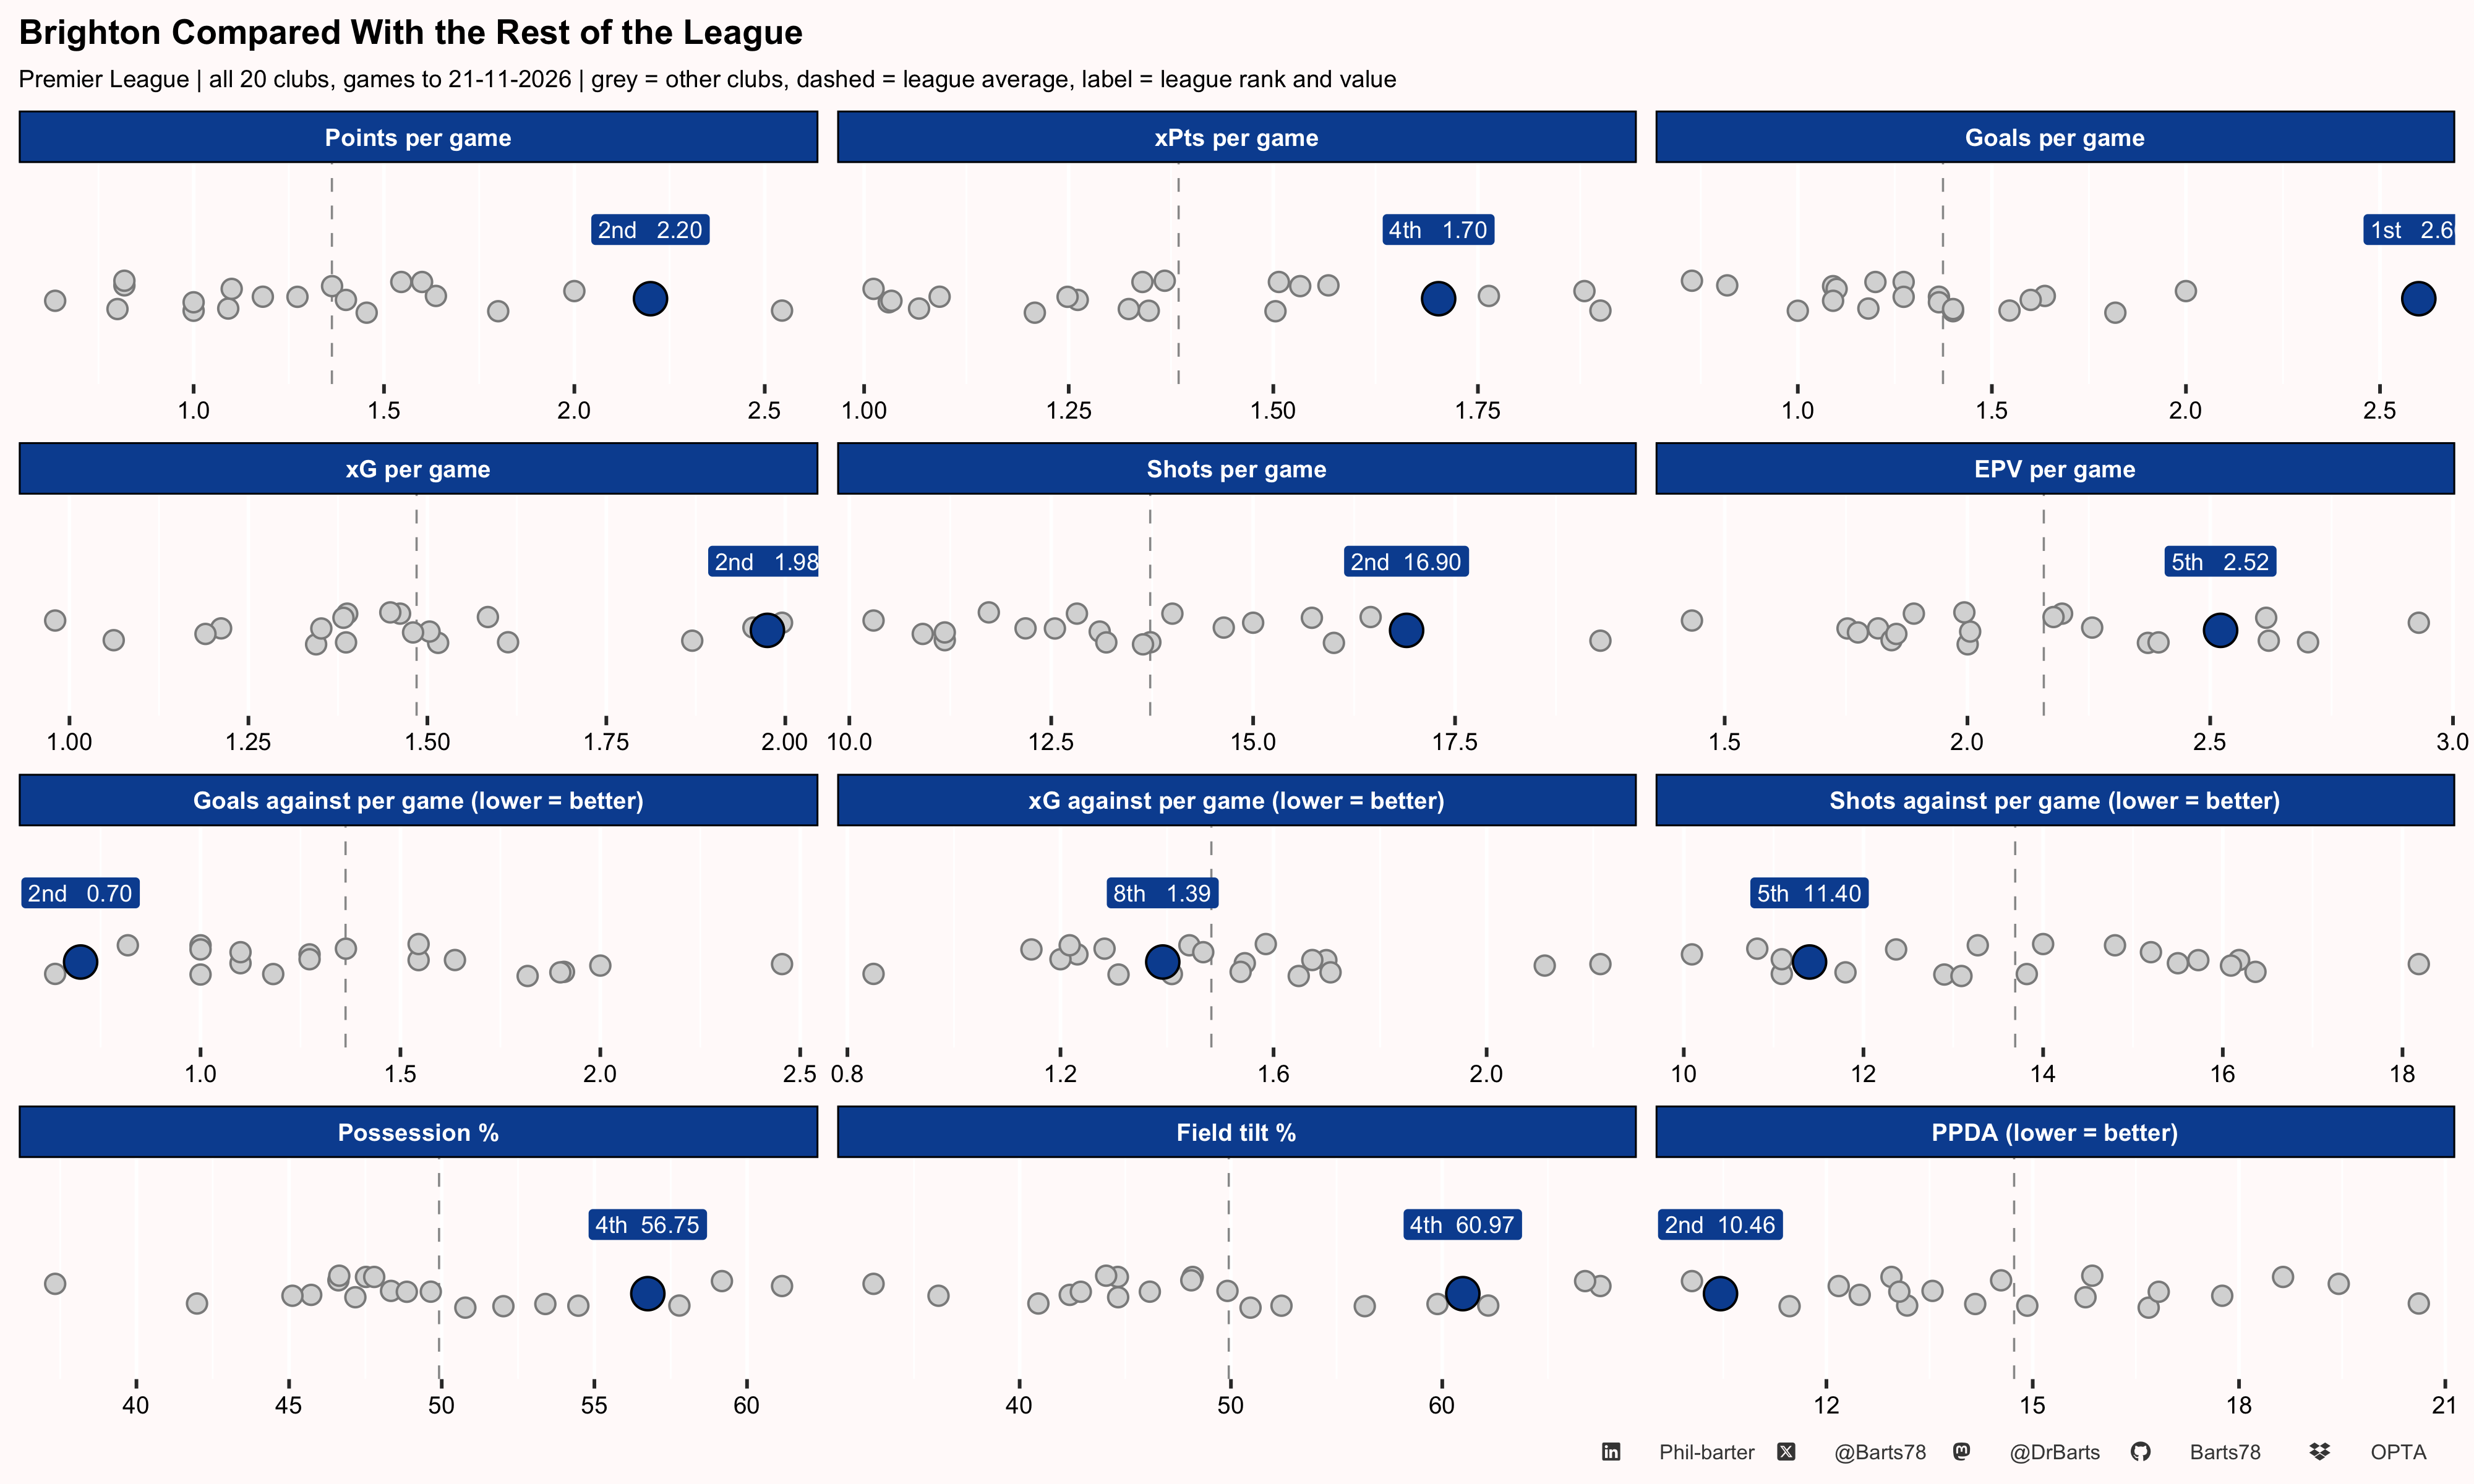 Brighton Compared With the Rest of the League
Premier League | all 20 clubs, games to 21-11-2026 | grey = other clubs, dashed = league average, label = league rank and value
Points per game
xPts per game
Goals per game
2nd 2.20
4th 1.70
1st 2.6
1.0 1.5 2.0 2.5
1.00 1.25 1.50 1.75
1.0 1.5 2.0 2.5
xG per game
Shots per game
EPV per game
2nd 1.98
2nd 16.90
5th 2.52
1.00 1.25 1.50 1.75 2.00
10.0 12.5 15.0 17.5
1.5 2.0 2.5 3.0
Goals against per game (lower = better)
xG against per game (lower = better)
Shots against per game (lower = better)
2nd 0.70
8th 1.39
5th 11.40
1.0 1.5 2.0 2.5
0.8 1.2 1.6 2.0
10 12 14 16 18
Possession %
Field tilt %
PPDA (lower = better)
4th 56.75
4th 60.97
2nd 10.46
40 45 50 55 60
40 50 60
12 15 18 21
Phil-barter @Barts78 @DrBarts Barts78 OPTA